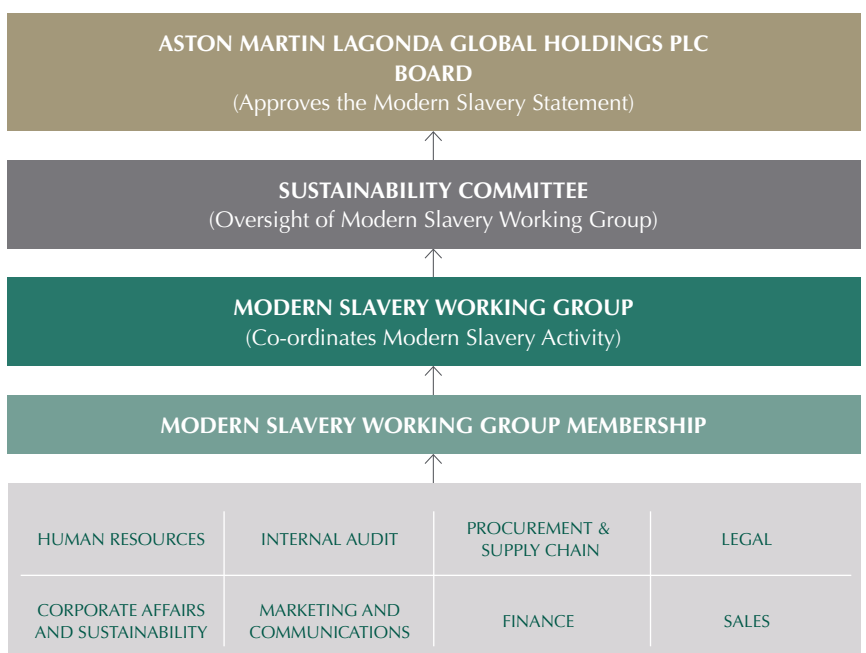 ASTON MARTIN LAGONDA GLOBAL HOLDINGS PLC
BOARD
(Approves the Modern Slavery Statement)
SUSTAINABILITY COMMITTEE
(Oversight of Modern Slavery Working Group)
MODERN SLAVERY WORKING GROUP
(Co-ordinates Modern Slavery Activity)
MODERN SLAVERY WORKING GROUP MEMBERSHIP
HUMAN RESOURCES
INTERNAL AUDIT
PROCUREMENT &
SUPPLY CHAIN
LEGAL
CORPORATE AFFAIRS
AND SUSTAINABILITY
MARKETING AND
COMMUNICATIONS
FINANCE
SALES